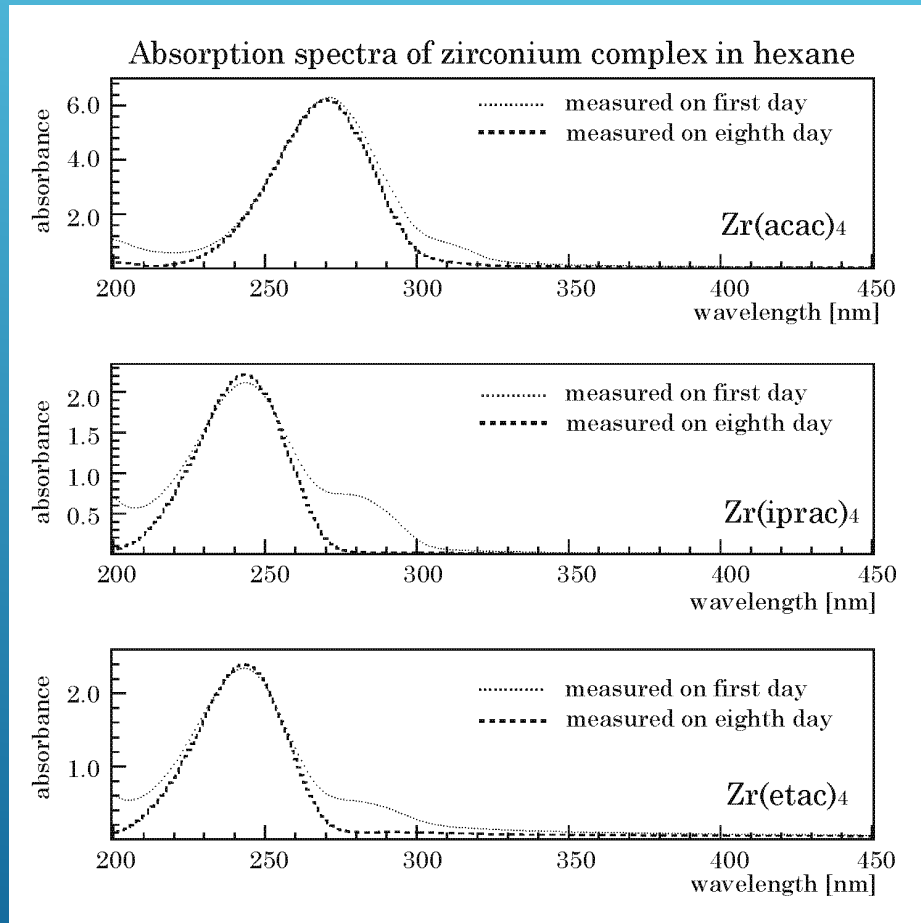 Absorption spectra of zirconium complex in hexane
absorbance
6.0
4.0
2.0
measured on first day
measured on eighth day
Zr(acac)4
200 250 300 350 400 450
wavelength [nm]
absorbance
2.0
1.5
1.0
0.5
measured on first day
measured on eighth day
Zr(iprac)4
200 250 300 350 400 450
wavelength [nm]
absorbance
2.0
1.0
measured on first day
measured on eighth day
Zr(etac)4
200 250 300 350 400 450
wavelength [nm]